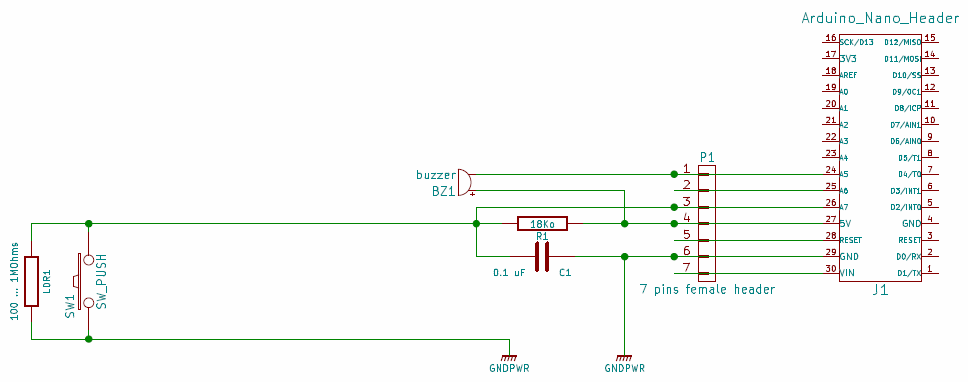 Arduino_Nano_Header
16 SCK/D13 D12/MISO 15
17 3V3 D11/MOSI 14
18 AREF D10/SS 13
19 A0 D9/OC1 12
20 A1 D8/ICP 11
21 A2 D7/AIN1 10
22 A3 D6/AIN0 9
23 A4 D5/T1 8
24 A5 D4/T0 7
25 A6 D3/INT1 6
26 A7 D2/INT0 5
27 5V GND 4
28 RESET RESET 3
29 GND D0/RX 2
30 VIN D1/TX 1
J1
P1
1
2
3
4
5
6
7
7 pins female header
buzzer
BZ1
+
18Ko
R1
0.1 uF C1
100 ... 1MOhms
LDR1
SW1
SW_PUSH
GNDPWR
GNDPWR